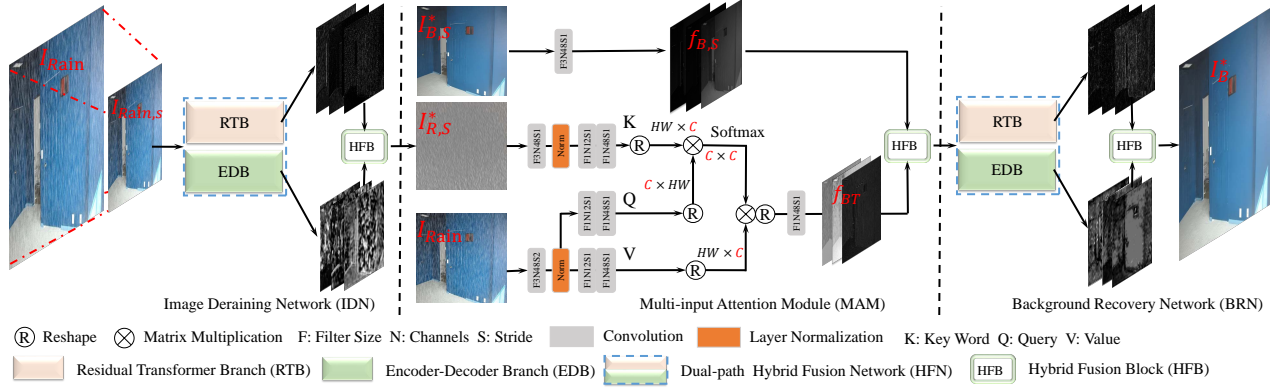 I_Rain
I_Rain,S
RTB
EDB
HFB
I*_B,S
F3N48S1
f_B,S
I*_R,S
F3N48S1
Norm
F1N12S1
F1N48S1
K
R
HW × C
Softmax
C × C
C × HW
F1N12S1
F1N48S1
Q
R
I_Rain
F3N48S2
Norm
F1N12S1
F1N48S1
V
R
HW × C
R
F1N48S1
f_BT
HFB
RTB
EDB
HFB
I*_B
Image Deraining Network (IDN)
Multi-input Attention Module (MAM)
Background Recovery Network (BRN)
R Reshape
Matrix Multiplication
F: Filter Size N: Channels S: Stride
Convolution
Layer Normalization
K: Key Word Q: Query V: Value
Residual Transformer Branch (RTB)
Encoder-Decoder Branch (EDB)
Dual-path Hybrid Fusion Network (HFN)
HFB Hybrid Fusion Block (HFB)